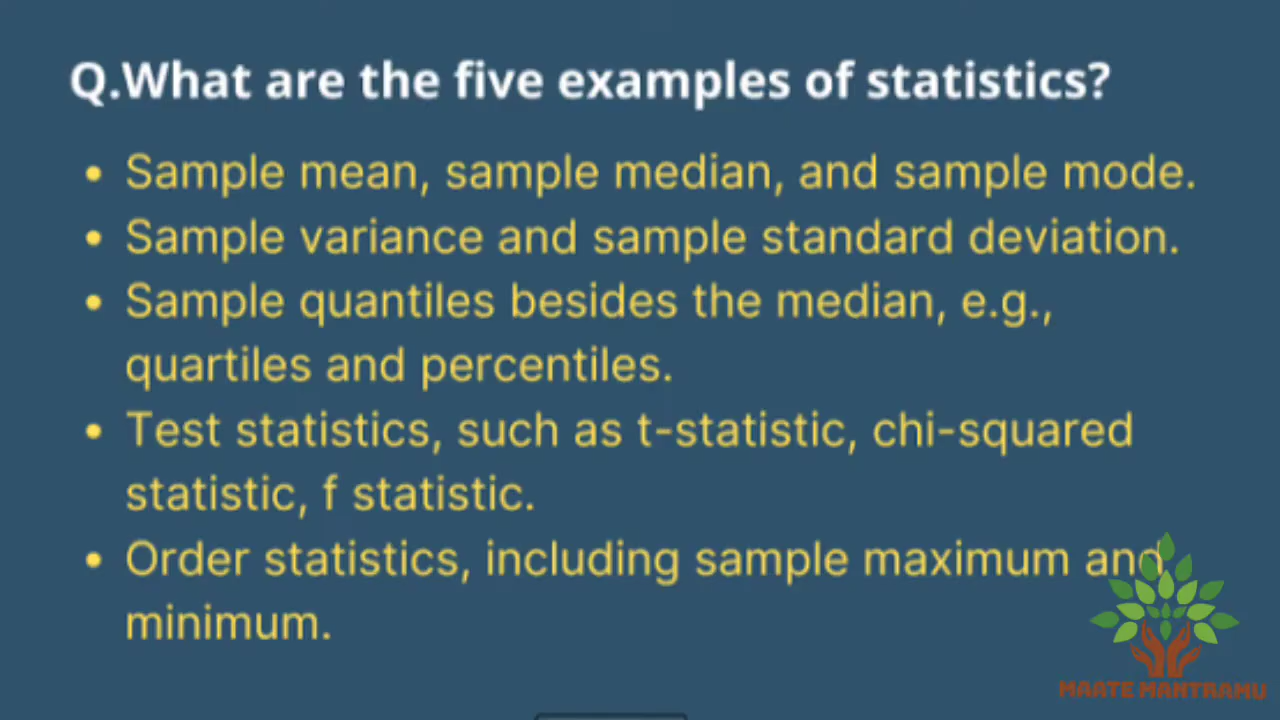 Q.What are the five examples of statistics?
• Sample mean, sample median, and sample mode.
• Sample variance and sample standard deviation.
• Sample quantiles besides the median, e.g.,
quartiles and percentiles.
• Test statistics, such as t-statistic, chi-squared
statistic, f statistic.
• Order statistics, including sample maximum and
minimum.
MAATE MANTRAMU